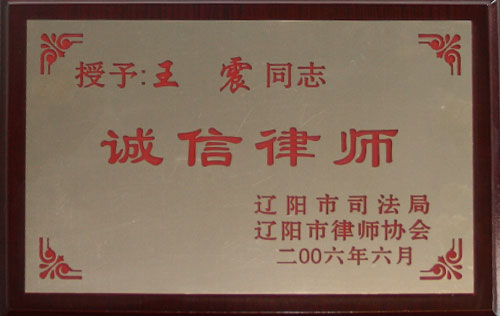 授予:王 震同志
诚信律师
辽阳市司法局
辽阳市律师协会
二00六年六月